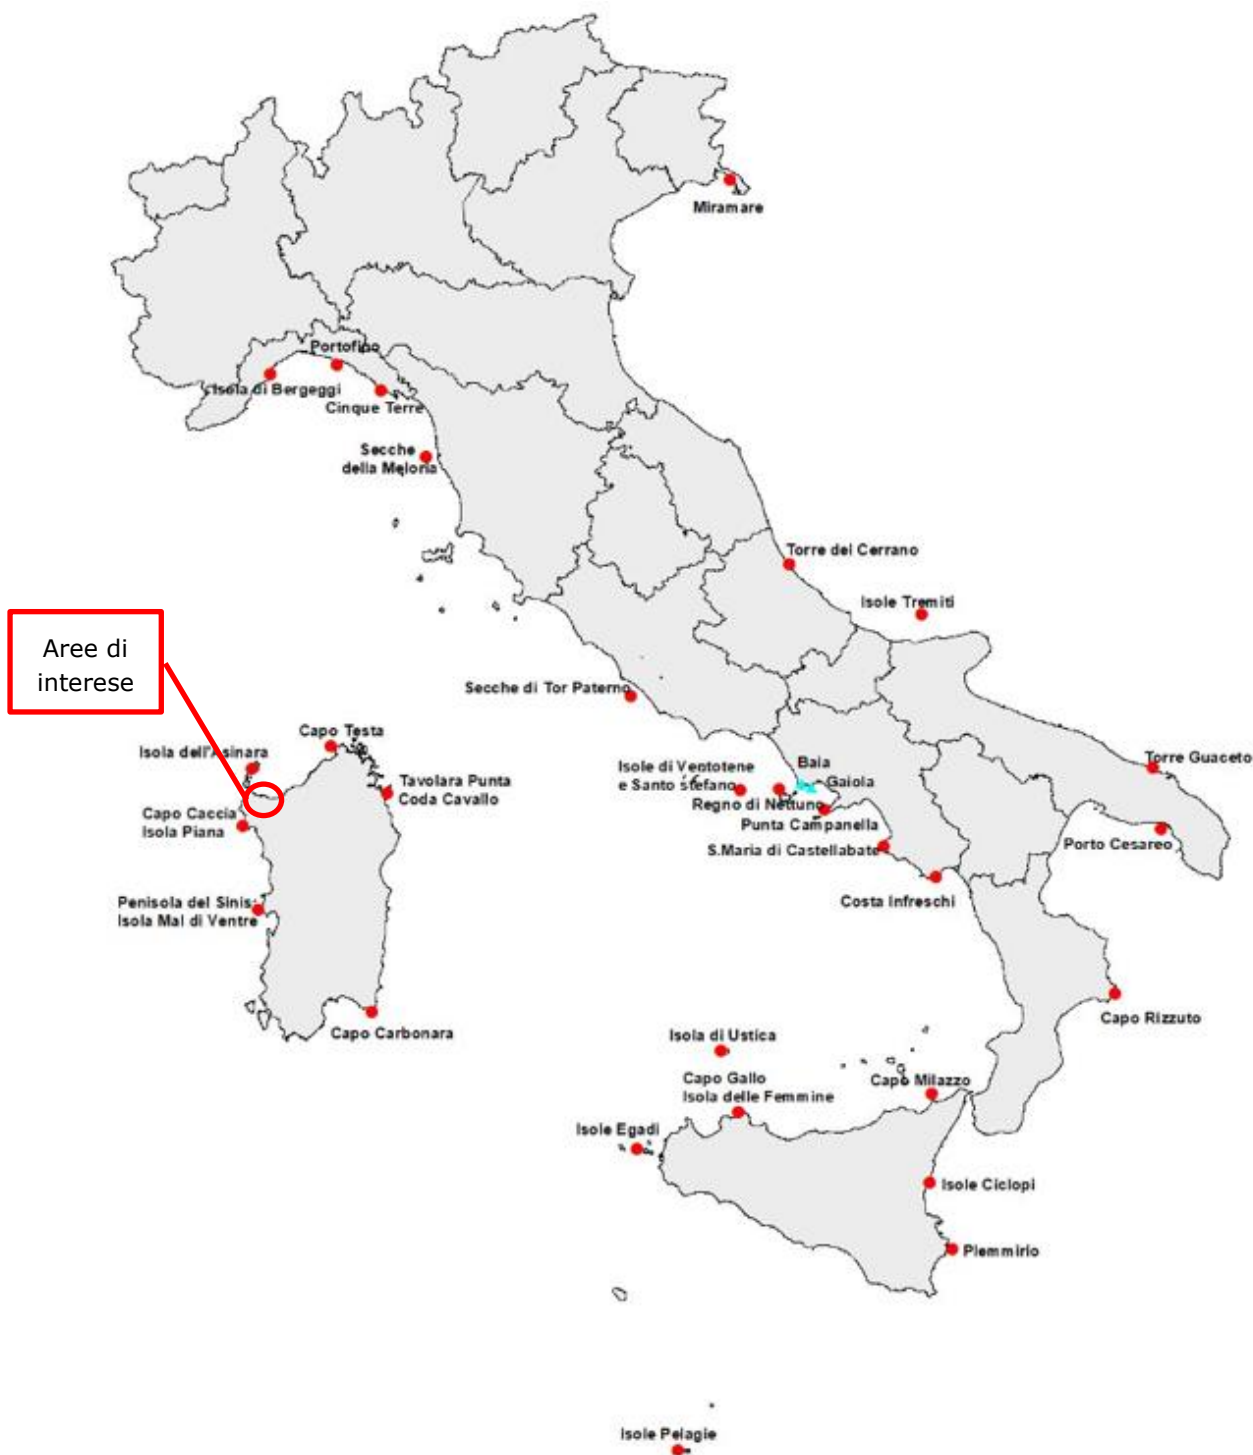 Miramare
Portofino
Isola di Bergeggi
Cinque Terre
Secche
della Meloria
Torre del Cerrano
Isole Tremiti
Aree di
interese
Secche di Tor Paterno
Capo Testa
Isola dell'Asinara
Tavolara Punta
Coda Cavallo
Capo Caccia
Isola Piana
Isole di Ventotene
e Santo stefano
Baia
Gaiola
Regno di Nettuno
Punta Campanella
Torre Guaceto
Porto Cesareo
S.Maria di Castellabate
Costa Infreschi
Penisola del Sinis
Isola Mal di Ventre
Capo Carbonara
Capo Rizzuto
Isola di Ustica
Capo Gallo
Isola delle Femmine
Capo Milazzo
Isole Egadi
Isole Ciclopi
Plemmirio
Isole Pelagie